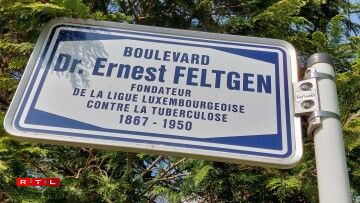 BOULEVARD
Dr. Ernest FELTGEN
FONDATEUR
DE LA LIGUE LUXEMBOURGEOISE
CONTRE LA TUBERCULOSE
1867 - 1950
RTL